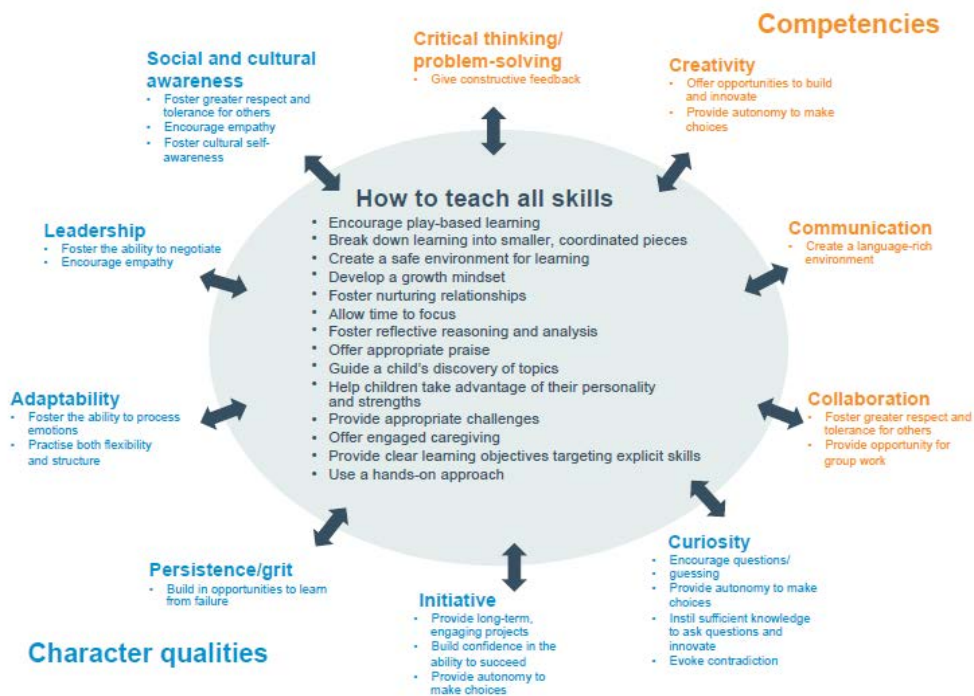 Competencies
Social and cultural
awareness
• Foster greater respect and
tolerance for others
• Encourage empathy
• Foster cultural self-
awareness
Critical thinking/
problem-solving
• Give constructive feedback
Creativity
• Offer opportunities to build
and innovate
• Provide autonomy to make
choices
Leadership
• Foster the ability to negotiate
• Encourage empathy
How to teach all skills
• Encourage play-based learning
• Break down learning into smaller, coordinated pieces
• Create a safe environment for learning
• Develop a growth mindset
• Foster nurturing relationships
• Allow time to focus
• Foster reflective reasoning and analysis
• Offer appropriate praise
• Guide a child's discovery of topics
• Help children take advantage of their personality
and strengths
• Provide appropriate challenges
• Offer engaged caregiving
• Provide clear learning objectives targeting explicit skills
• Use a hands-on approach
Communication
• Create a language-rich
environment
Adaptability
• Foster the ability to process
emotions
• Practise both flexibility
and structure
Collaboration
• Foster greater respect and
tolerance for others
• Provide opportunity for
group work
Persistence/grit
• Build in opportunities to learn
from failure
Initiative
• Provide long-term,
engaging projects
• Build confidence in the
ability to succeed
• Provide autonomy to
make choices
Curiosity
• Encourage questions/
• guessing
• Provide autonomy to make
choices
• Instil sufficient knowledge
to ask questions and
innovate
• Evoke contradiction
Character qualities